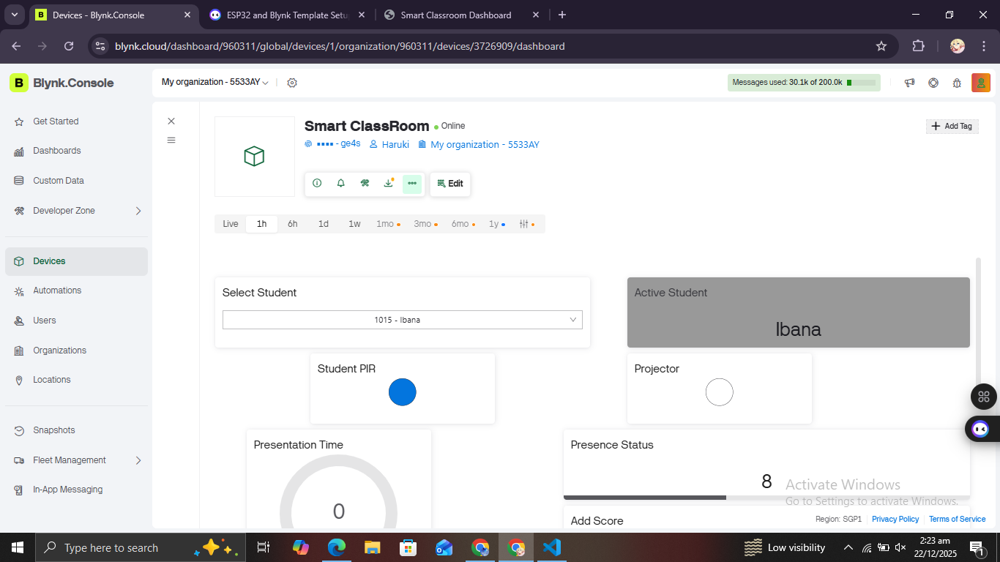 Devices - Blynk.Console
ESP32 and Blynk Template Setu
Smart Classroom Dashboard
blynk.cloud/dashboard/960311/global/devices/1/organization/960311/devices/3726909/dashboard
B Blynk.Console
My organization - 5533AY
Messages used: 30.1k of 200.0k
Get Started
Dashboards
Custom Data
Developer Zone
Devices
Automations
Users
Organizations
Locations
Snapshots
Fleet Management
In-App Messaging
Smart ClassRoom
Online
Add Tag
▪▪▪▪ - ge4s
Haruki
My organization - 5533AY
Edit
Live 1h 6h 1d 1w 1mo 3mo 6mo 1y
Select Student
1015 - Ibana
Active Student
Ibana
Student PIR
Projector
Presentation Time
0
Presence Status
8
Add Score
Activate Windows
Go to Settings to activate Windows.
Region: SGP1
Privacy Policy
Terms of Service
Type here to search
Low visibility
2:23 am
22/12/2025
1